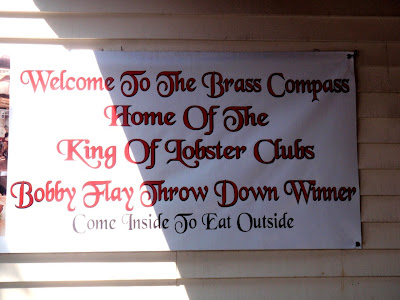 Welcome To The Brass Compass
Home Of The
King Of Lobster Clubs
Bobby Flay Throw Down Winner
Come Inside To Eat Outside